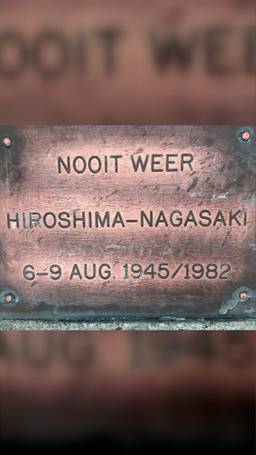 NOOIT WEER
HIROSHIMA-NAGASAKI
6-9 AUG. 1945/1982